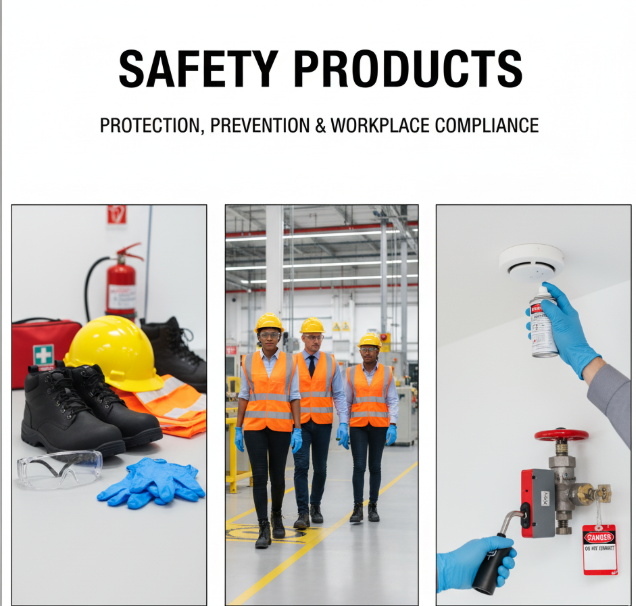 SAFETY PRODUCTS
PROTECTION, PREVENTION & WORKPLACE COMPLIANCE
DANGER